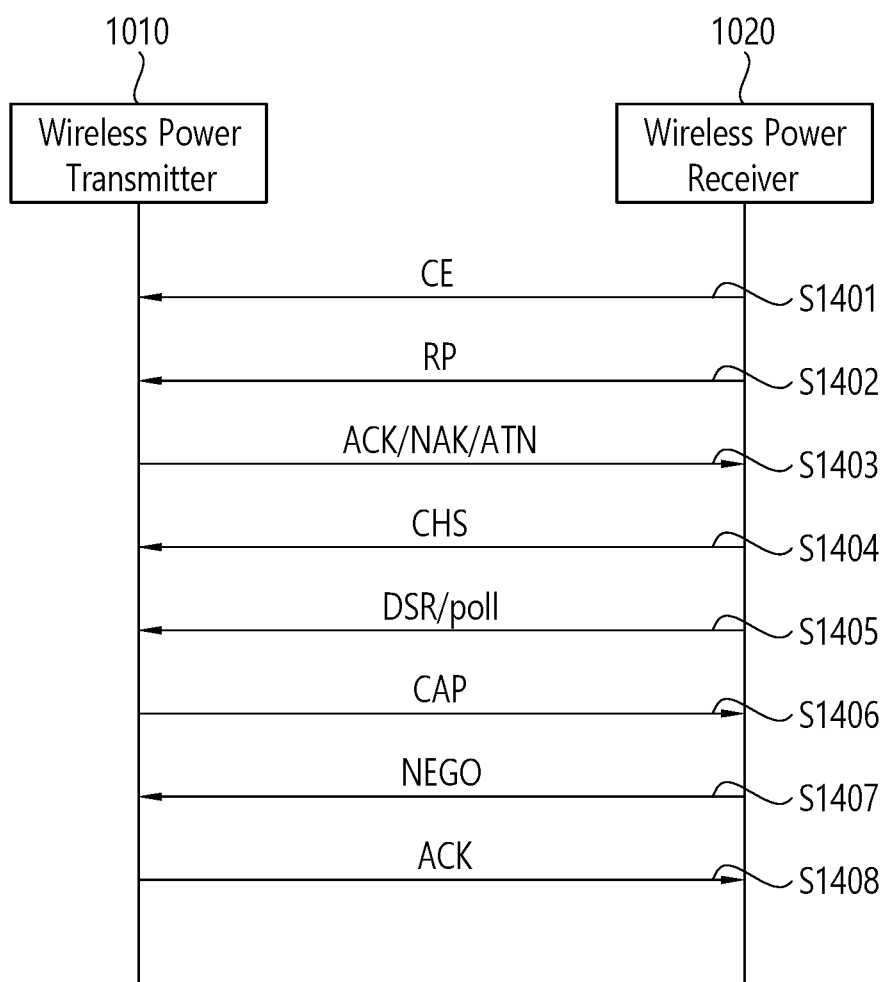 1010
1020
Wireless Power
Transmitter
Wireless Power
Receiver
CE
S1401
RP
S1402
ACK/NAK/ATN
S1403
CHS
S1404
DSR/poll
S1405
CAP
S1406
NEGO
S1407
ACK
S1408